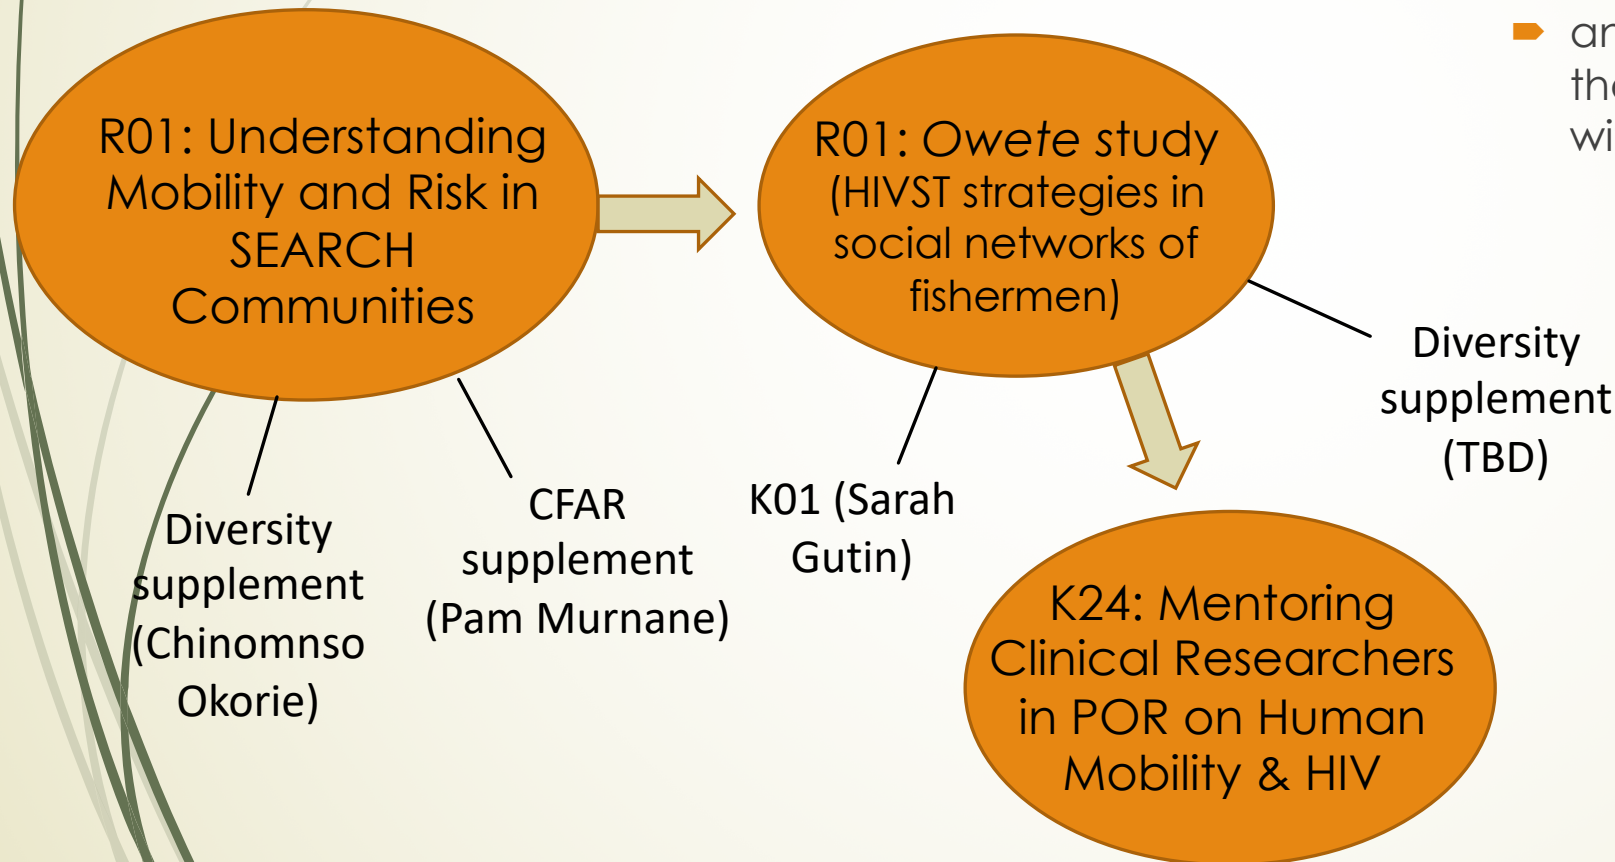 R01: Understanding
Mobility and Risk in
SEARCH
Communities
R01: Owete study
(HIVST strategies in
social networks of
fishermen)
Diversity
supplement
(TBD)
Diversity
supplement
(Chinomnso
Okorie)
CFAR
supplement
(Pam Murnane)
K01 (Sarah
Gutin)
K24: Mentoring
Clinical Researchers
in POR on Human
Mobility & HIV